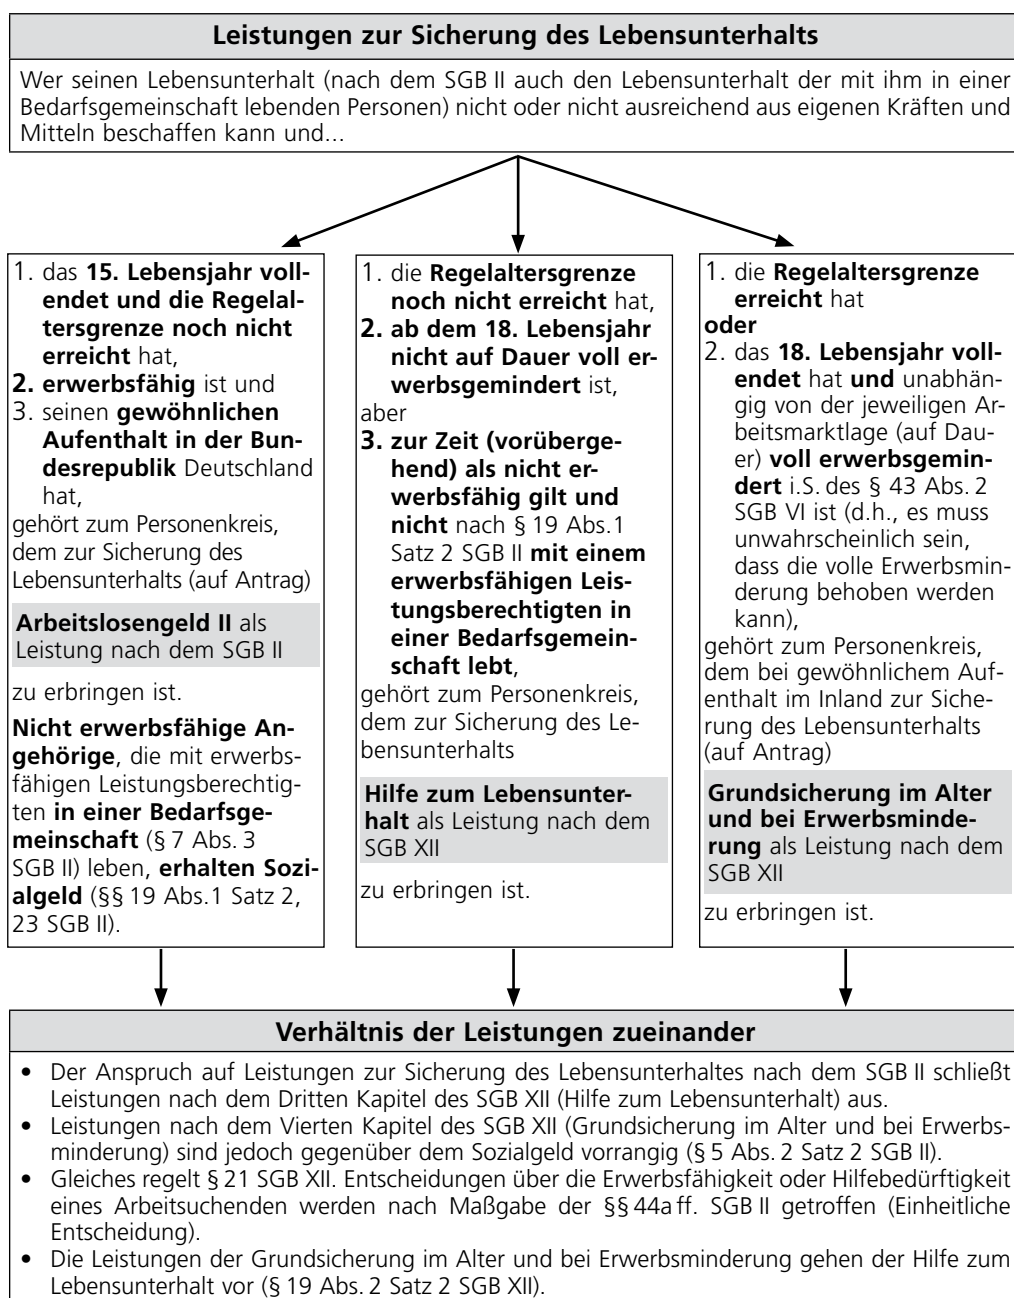 Leistungen zur Sicherung des Lebensunterhalts
Wer seinen Lebensunterhalt (nach dem SGB II auch den Lebensunterhalt der mit ihm in einer
Bedarfsgemeinschaft lebenden Personen) nicht oder nicht ausreichend aus eigenen Kräften und
Mitteln beschaffen kann und...
1. das 15. Lebensjahr voll-
endet und die Regelal-
tersgrenze noch nicht
erreicht hat,
2. erwerbsfähig ist und
3. seinen gewöhnlichen
Aufenthalt in der Bun-
desrepublik Deutschland
hat,
gehört zum Personenkreis,
dem zur Sicherung des
Lebensunterhalts (auf Antrag)
Arbeitslosengeld II als
Leistung nach dem SGB II
zu erbringen ist.
Nicht erwerbsfähige An-
gehörige, die mit erwerbs-
fähigen Leistungsberechtig-
ten in einer Bedarfsge-
meinschaft (§ 7 Abs. 3
SGB II) leben, erhalten Sozi-
algeld (§§ 19 Abs.1 Satz 2,
23 SGB II).
1. die Regelaltersgrenze
noch nicht erreicht hat,
2. ab dem 18. Lebensjahr
nicht auf Dauer voll er-
werbsgemindert ist,
aber
3. zur Zeit (vorüberge-
hend) als nicht er-
werbsfähig gilt und
nicht nach § 19 Abs.1
Satz 2 SGB II mit einem
erwerbsfähigen Leis-
tungsberechtigten in
einer Bedarfsgemein-
schaft lebt,
gehört zum Personenkreis,
dem zur Sicherung des Le-
bensunterhalts
Hilfe zum Lebensunter-
halt als Leistung nach dem
SGB XII
zu erbringen ist.
1. die Regelaltersgrenze
erreicht hat
oder
2. das 18. Lebensjahr voll-
endet hat und unabhän-
gig von der jeweiligen Ar-
beitsmarktlage (auf Dau-
er) voll erwerbsgemin-
dert i.S. des § 43 Abs. 2
SGB VI ist (d.h., es muss
unwahrscheinlich sein,
dass die volle Erwerbsmin-
derung behoben werden
kann),
gehört zum Personenkreis,
dem bei gewöhnlichem Auf-
enthalt im Inland zur Siche-
rung des Lebensunterhalts
(auf Antrag)
Grundsicherung im Alter
und bei Erwerbsminde-
rung als Leistung nach dem
SGB XII
zu erbringen ist.
Verhältnis der Leistungen zueinander
• Der Anspruch auf Leistungen zur Sicherung des Lebensunterhaltes nach dem SGB II schließt
Leistungen nach dem Dritten Kapitel des SGB XII (Hilfe zum Lebensunterhalt) aus.
• Leistungen nach dem Vierten Kapitel des SGB XII (Grundsicherung im Alter und bei Erwerbs-
minderung) sind jedoch gegenüber dem Sozialgeld vorrangig (§ 5 Abs. 2 Satz 2 SGB II).
• Gleiches regelt § 21 SGB XII. Entscheidungen über die Erwerbsfähigkeit oder Hilfebedürftigkeit
eines Arbeitsuchenden werden nach Maßgabe der §§ 44a ff. SGB II getroffen (Einheitliche
Entscheidung).
• Die Leistungen der Grundsicherung im Alter und bei Erwerbsminderung gehen der Hilfe zum
Lebensunterhalt vor (§ 19 Abs. 2 Satz 2 SGB XII).